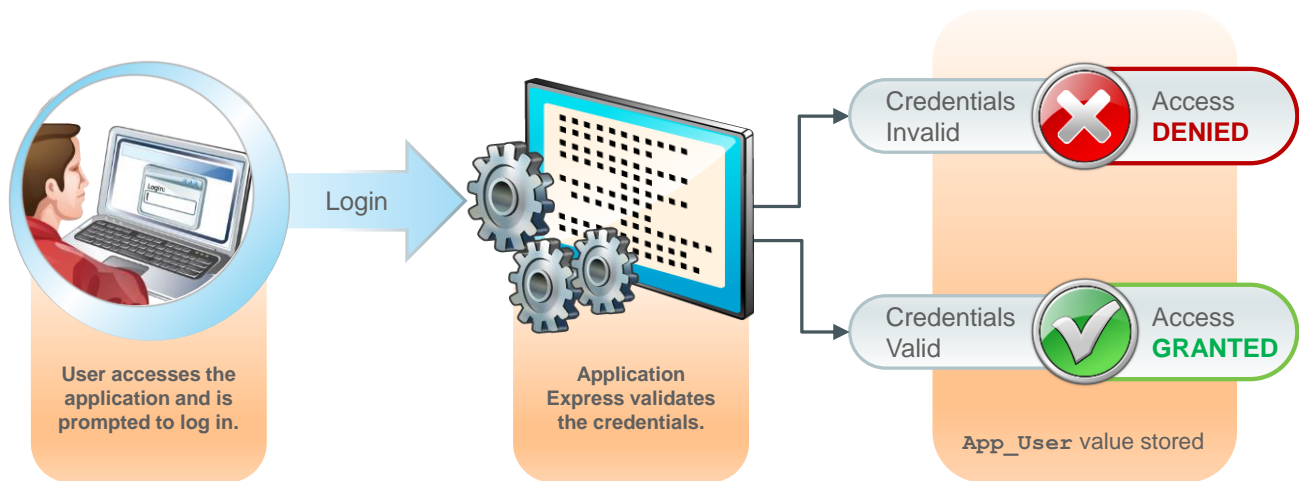 Login:
User accesses the
application and is
prompted to log in.
Login
Application
Express validates
the credentials.
Credentials
Invalid
Access
DENIED
Credentials
Valid
Access
GRANTED
App_User value stored